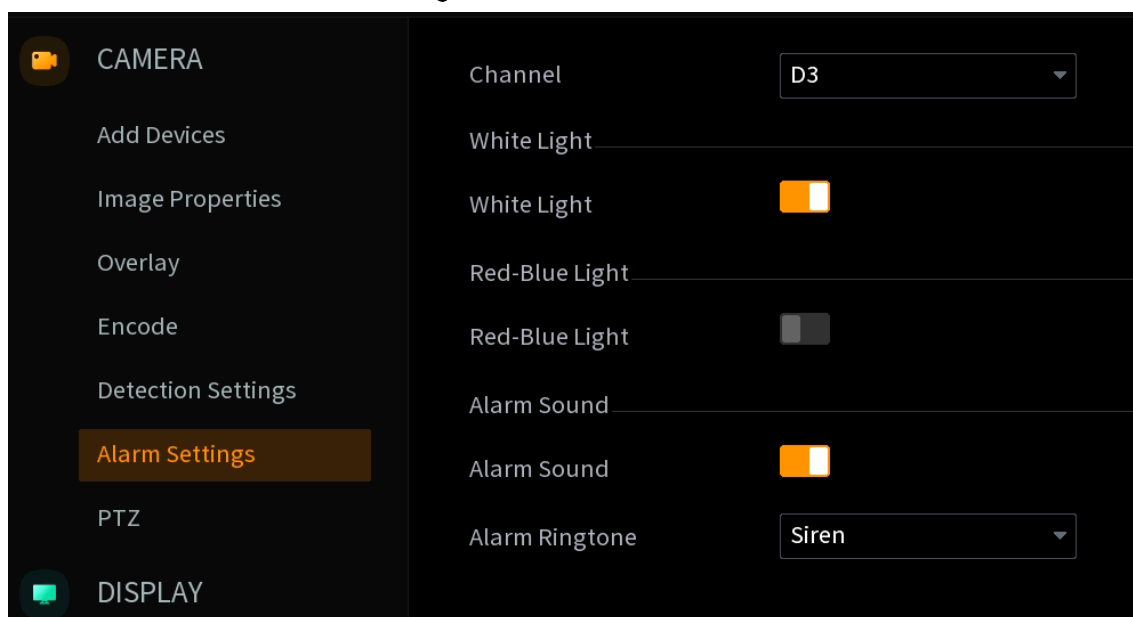 CAMERA
Add Devices
Image Properties
Overlay
Encode
Detection Settings
Alarm Settings
PTZ
DISPLAY
Channel D3
White Light
White Light
Red-Blue Light
Red-Blue Light
Alarm Sound
Alarm Sound
Alarm Ringtone Siren